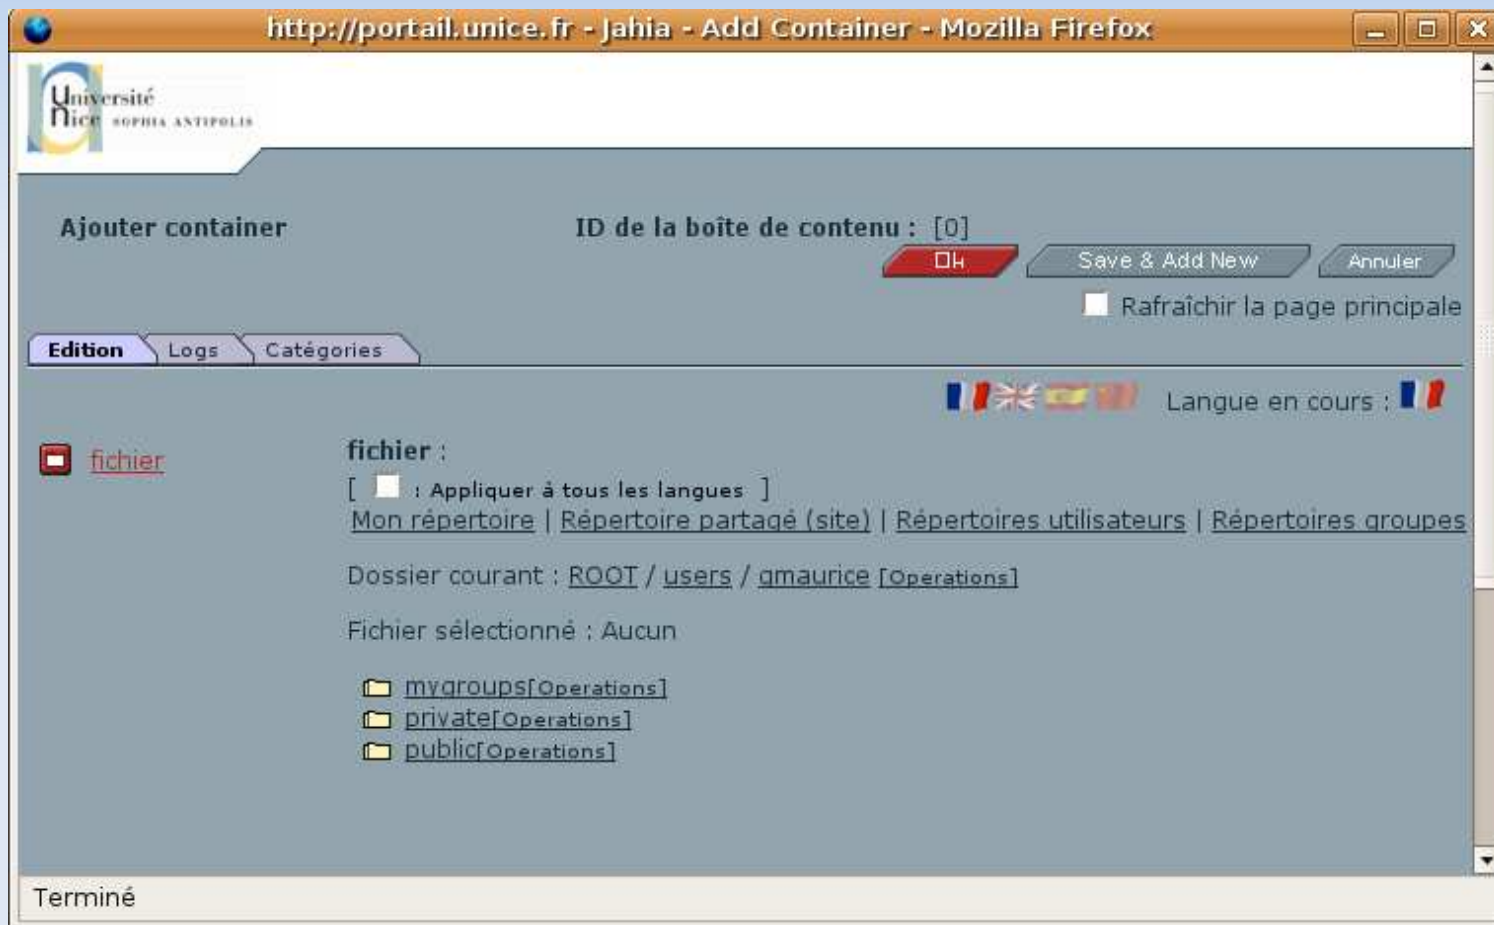 http://portail.unice.fr - Jahia - Add Container - Mozilla Firefox
Université
Nice SOPHIA ANTIPOLIS
Ajouter container
ID de la boîte de contenu : [0]
Ok
Save & Add New
Annuler
Rafraîchir la page principale
Edition
Logs
Catégories
Langue en cours :
fichier
fichier :
[ : Appliquer à tous les langues ]
Mon répertoire | Répertoire partagé (site) | Répertoires utilisateurs | Répertoires groupes
Dossier courant : ROOT / users / gmaurice [Operations]
Fichier sélectionné : Aucun
mygroups[Operations]
private[Operations]
public[Operations]
Terminé